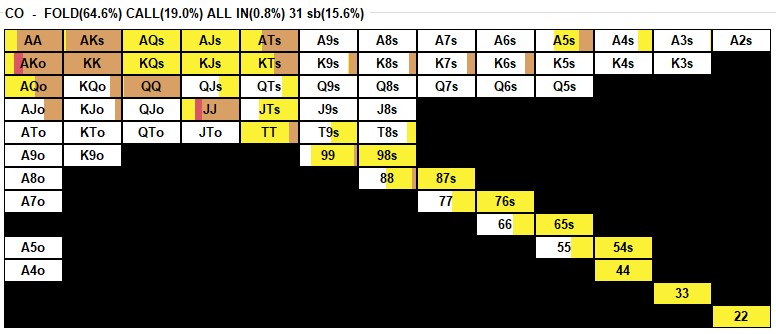 CO - FOLD(64.6%) CALL(19.0%) ALL IN(0.8%) 31 sb(15.6%)
AA AKs AQs AJs ATs A9s A8s A7s A6s A5s A4s A3s A2s
AKo KK KQs KJs KTs K9s K8s K7s K6s K5s K4s K3s
AQo KQo QQ QJs QTs Q9s Q8s Q7s Q6s Q5s
AJo KJo QJo JJ JTs J9s J8s
ATo KTo QTo JTo TT T9s T8s
A9o K9o 99 98s
A8o 88 87s
A7o 77 76s
66 65s
A5o 55 54s
A4o 44
33
22